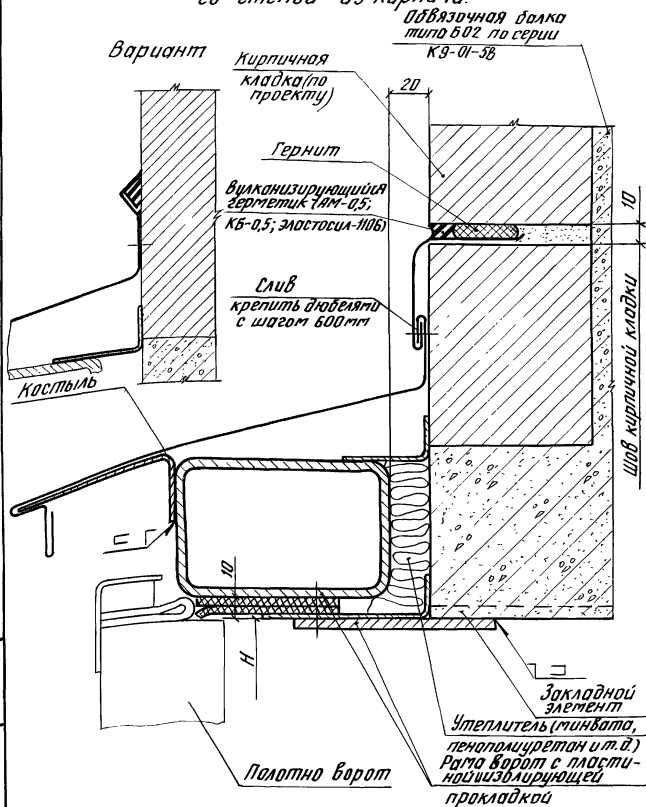 со стеной из кирпича.
Обвязочная балка
типа Б02 по серии
К9-01-5В
Вариант
Кирпичная
кладка (по
проекту)
20
Гернит
Вулканизирующийся
герметик (АМ-0,5;
КБ-0,5; эластосил-1106)
10
Слив
крепить дюбелями
с шагом 600мм
Шов кирпичной кладки
Костыль
10
Н
Закладной
элемент
Утеплитель (минвата,
пенополиуретан и т.д.)
Рама ворот с пласти-
ной и изолирующей
прокладкой
Полотно ворот